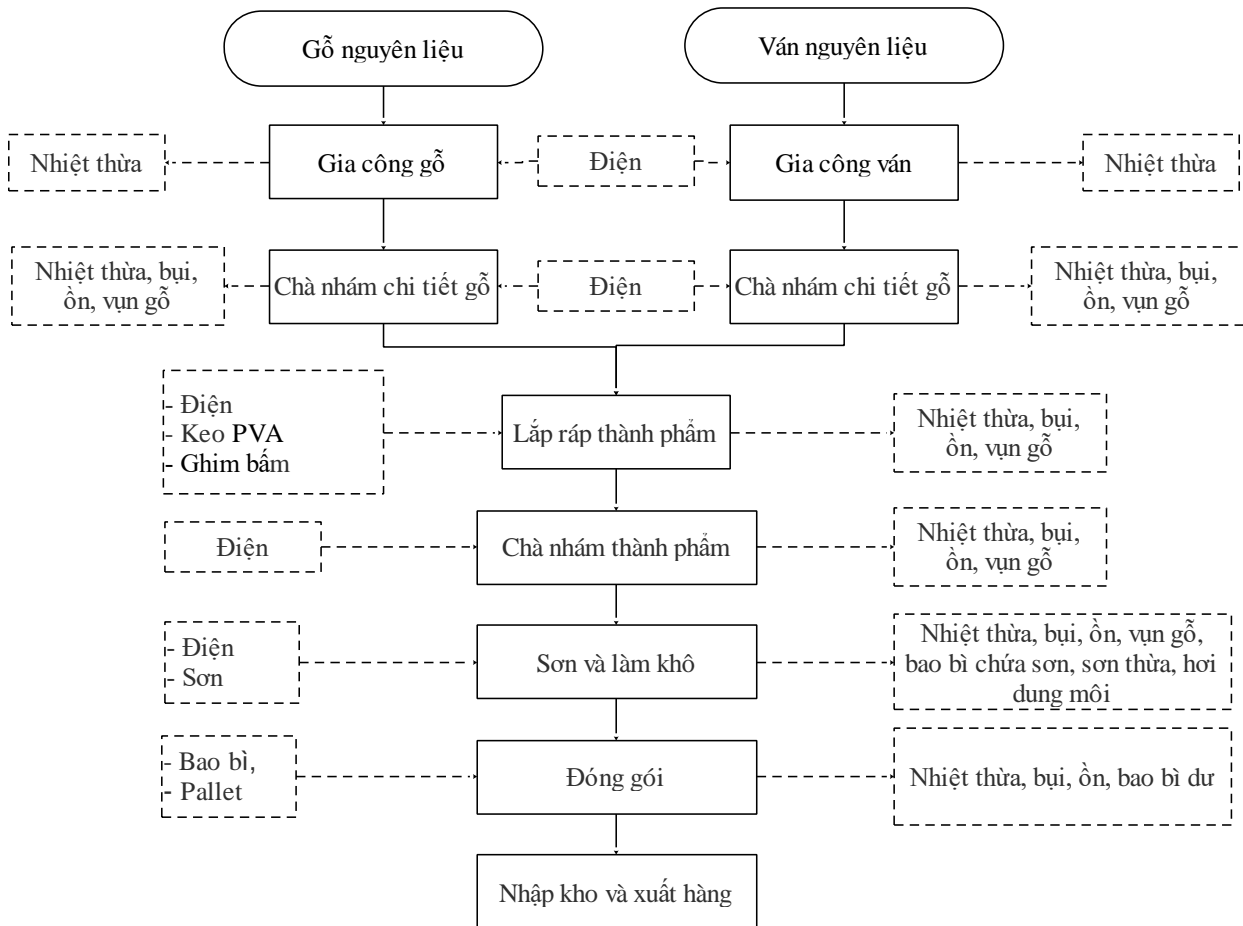 Gỗ nguyên liệu
Ván nguyên liệu
Nhiệt thừa
Gia công gỗ
Điện
Gia công ván
Nhiệt thừa
Nhiệt thừa, bụi,
ồn, vụn gỗ
Chà nhám chi tiết gỗ
Điện
Chà nhám chi tiết gỗ
Nhiệt thừa, bụi,
ồn, vụn gỗ
- Điện
- Keo PVA
- Ghim bấm
Lắp ráp thành phẩm
Nhiệt thừa, bụi,
ồn, vụn gỗ
Điện
Chà nhám thành phẩm
Nhiệt thừa, bụi,
ồn, vụn gỗ
- Điện
- Sơn
Sơn và làm khô
Nhiệt thừa, bụi, ồn, vụn gỗ,
bao bì chứa sơn, sơn thừa, hơi
dung môi
- Bao bì,
- Pallet
Đóng gói
Nhiệt thừa, bụi, ồn, bao bì dư
Nhập kho và xuất hàng